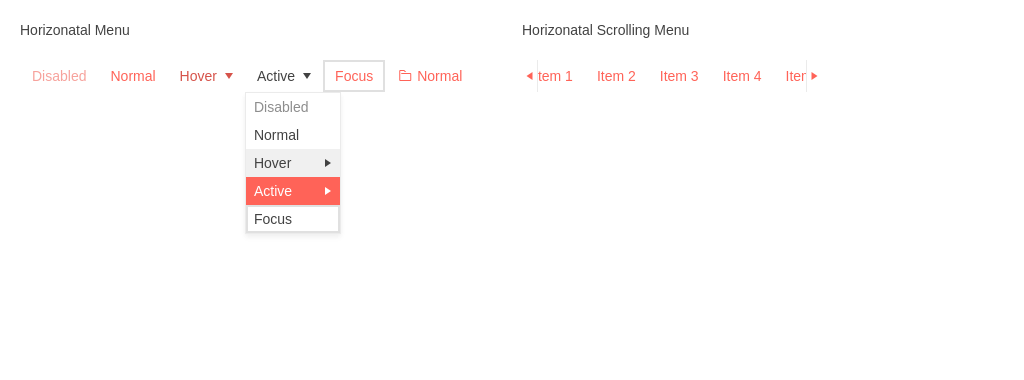 Horizonatal Menu
Disabled Normal Hover Active Focus Normal
Disabled
Normal
Hover
Active
Focus
Horizonatal Scrolling Menu
tem 1 Item 2 Item 3 Item 4 Iter